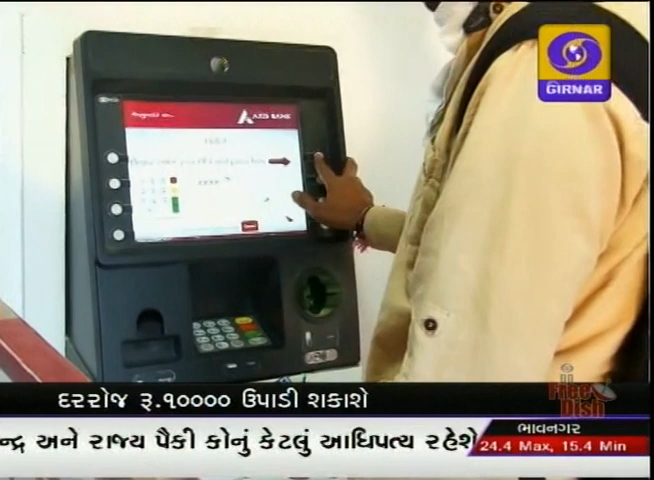 GIRNAR
AXIS BANK
દરરોજ રૂ.૧૦૦૦૦ ઉપાડી શકાશે
Free Dish
ભાવનગર
ન્દ્ર અને રાજ્ય પૈકી કોનું કેટલું આધિપત્ય રહેશે
24.4 Max, 15.4 Min